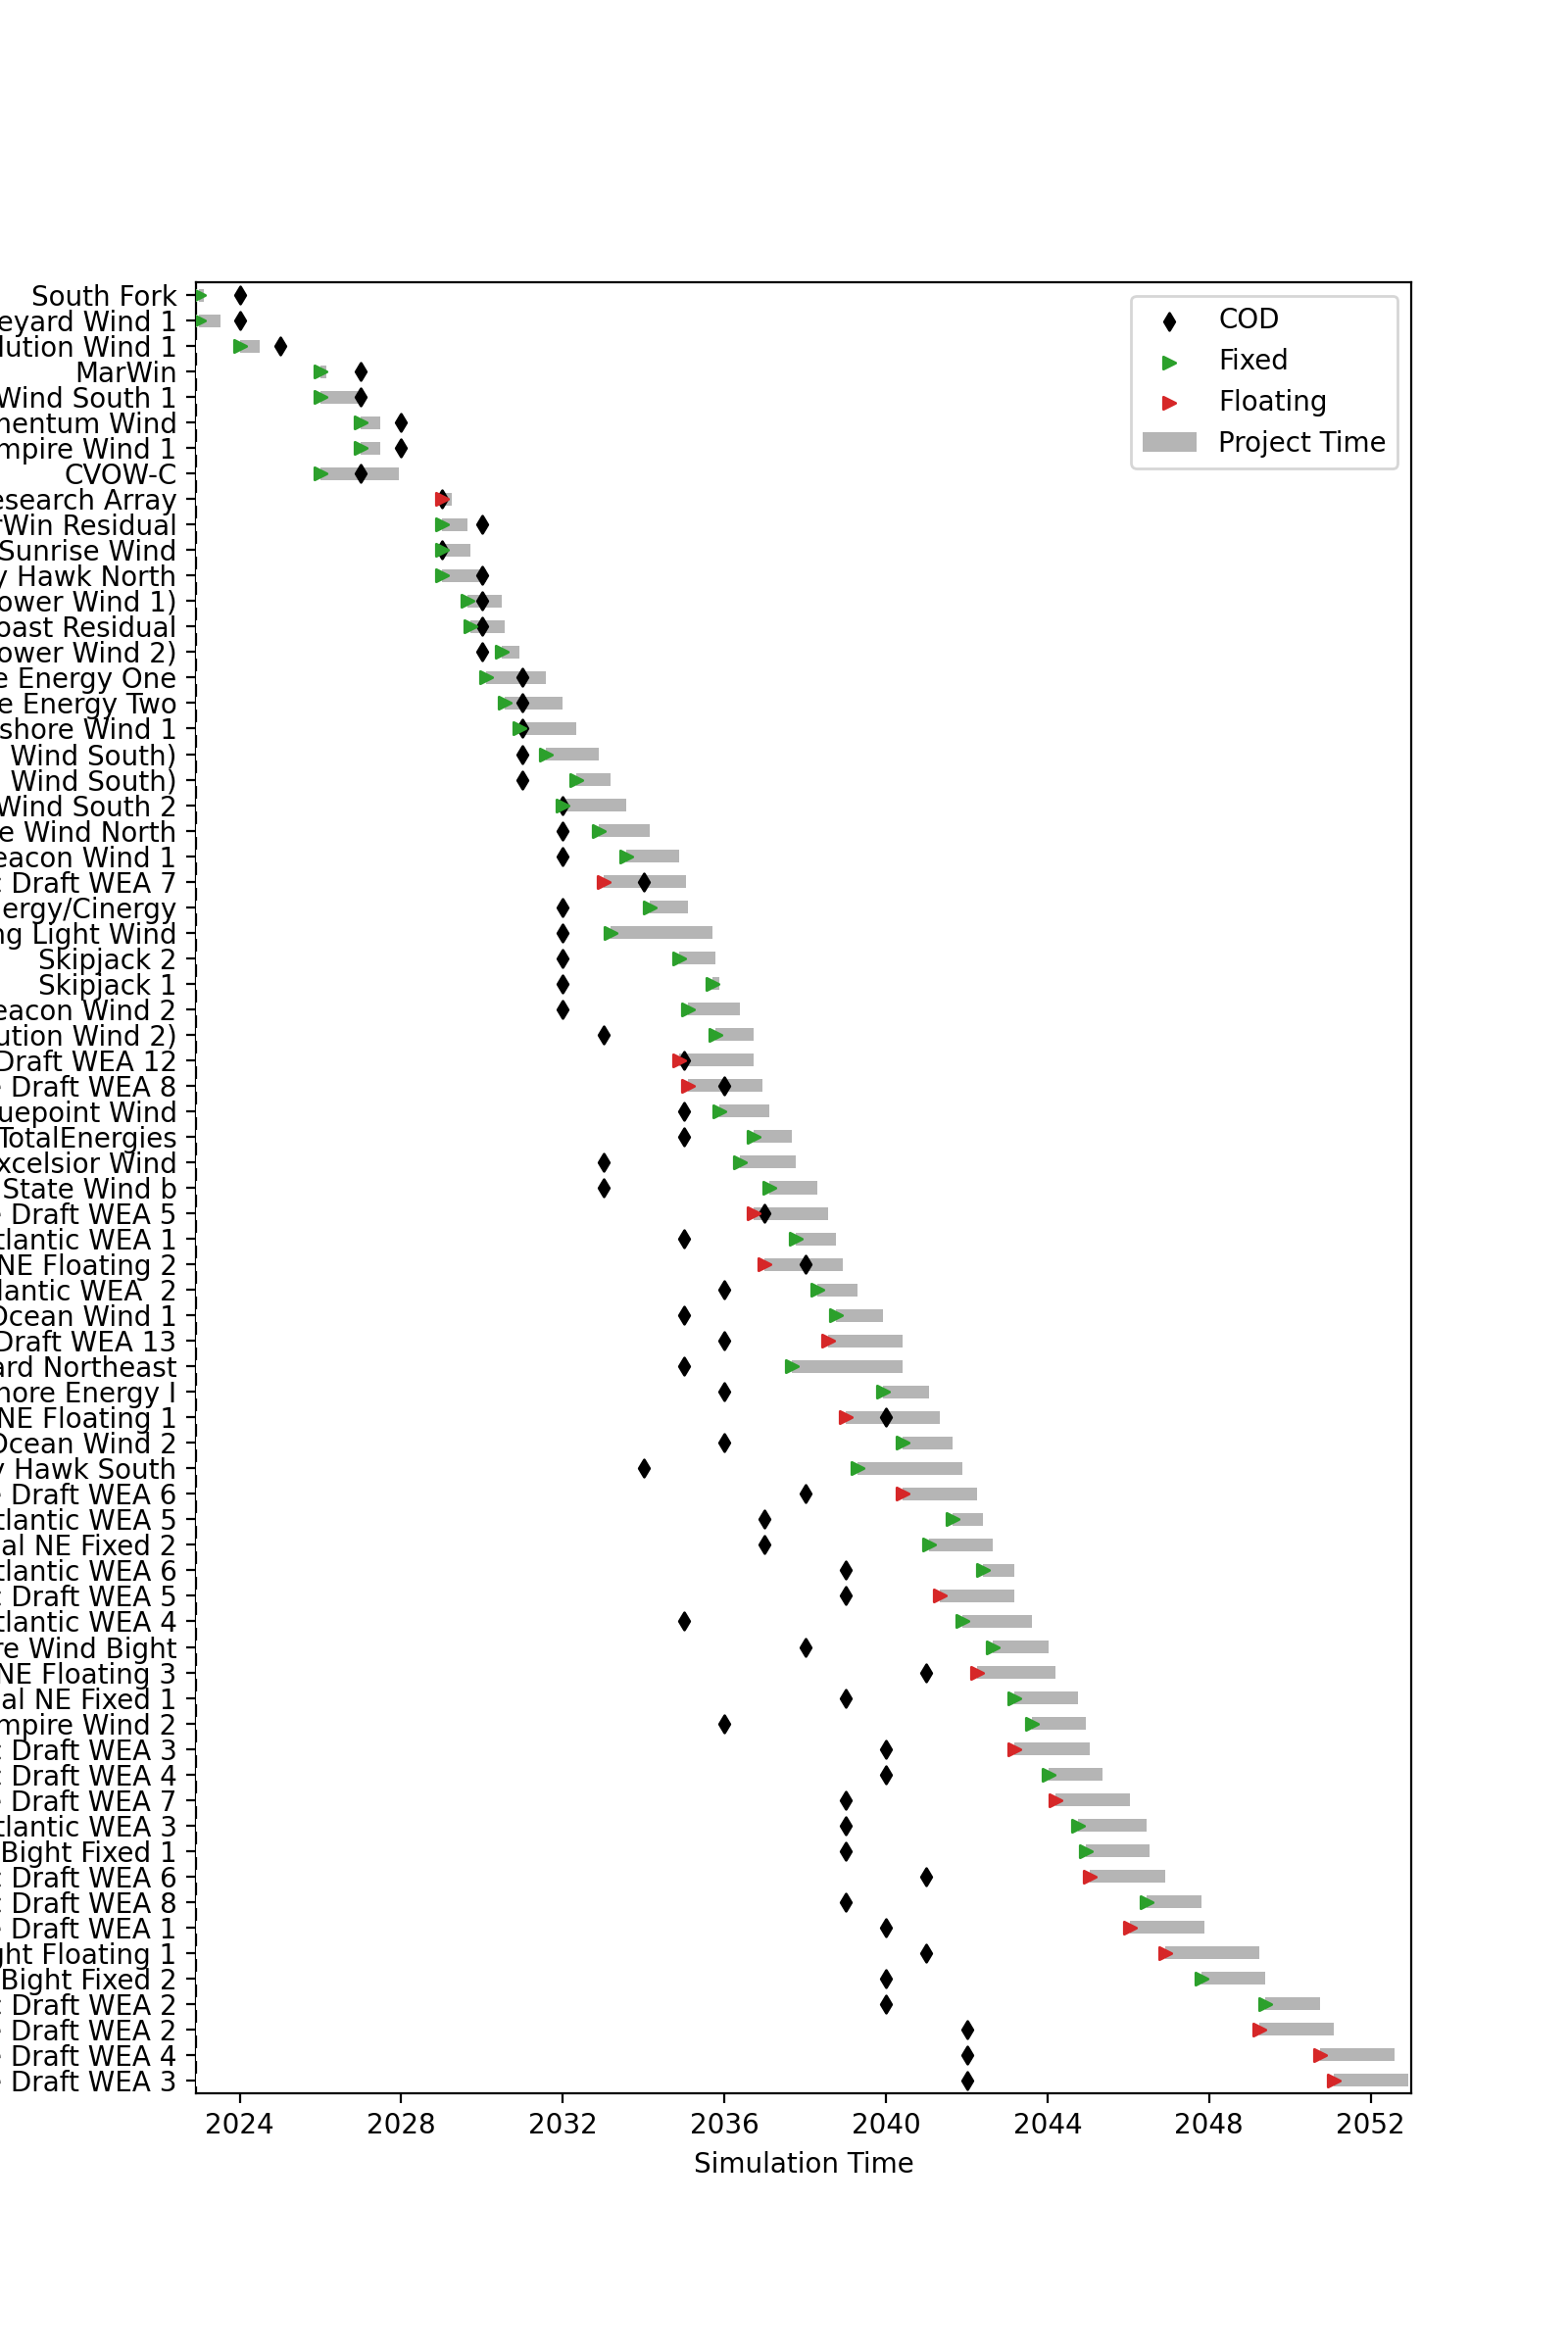 South Fork
eyard Wind 1
lution Wind 1
MarWin
Wind South 1
nentum Wind
mpire Wind 1
CVOW-C
esearch Array
rWin Residual
Sunrise Wind
y Hawk North
ower Wind 1)
oast Residual
ower Wind 2)
e Energy One
e Energy Two
shore Wind 1
Wind South)
Wind South)
Wind South 2
e Wind North
eacon Wind 1
c Draft WEA 7
ergy/Cinergy
ng Light Wind
Skipjack 2
Skipjack 1
eacon Wind 2
ution Wind 2)
Draft WEA 12
e Draft WEA 8
uepoint Wind
TotalEnergies
xcelsior Wind
State Wind b
e Draft WEA 5
tlantic WEA 1
NE Floating 2
lantic WEA 2
Ocean Wind 1
Draft WEA 13
ard Northeast
hore Energy I
NE Floating 1
Ocean Wind 2
y Hawk South
e Draft WEA 6
tlantic WEA 5
al NE Fixed 2
tlantic WEA 6
c Draft WEA 5
tlantic WEA 4
re Wind Bight
NE Floating 3
al NE Fixed 1
mpire Wind 2
c Draft WEA 3
c Draft WEA 4
e Draft WEA 7
tlantic WEA 3
Bight Fixed 1
c Draft WEA 6
c Draft WEA 8
e Draft WEA 1
ght Floating 1
Bight Fixed 2
c Draft WEA 2
e Draft WEA 2
e Draft WEA 4
e Draft WEA 3
COD
Fixed
Floating
Project Time
2024 2028 2032 2036 2040 2044 2048 2052
Simulation Time